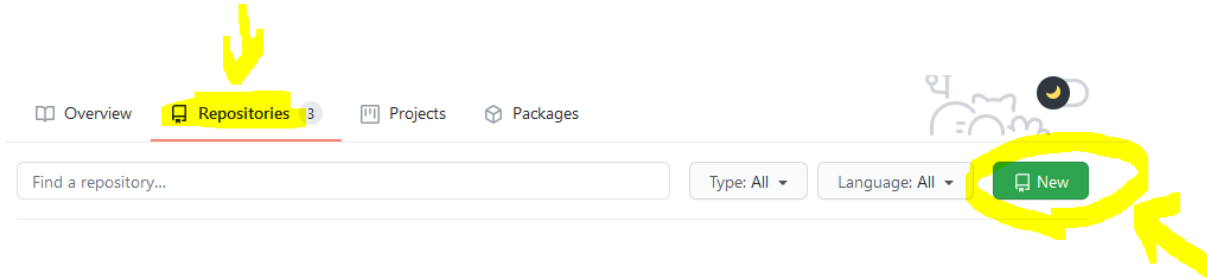 Overview Repositories 3 Projects Packages
Find a repository... Type: All Language: All New